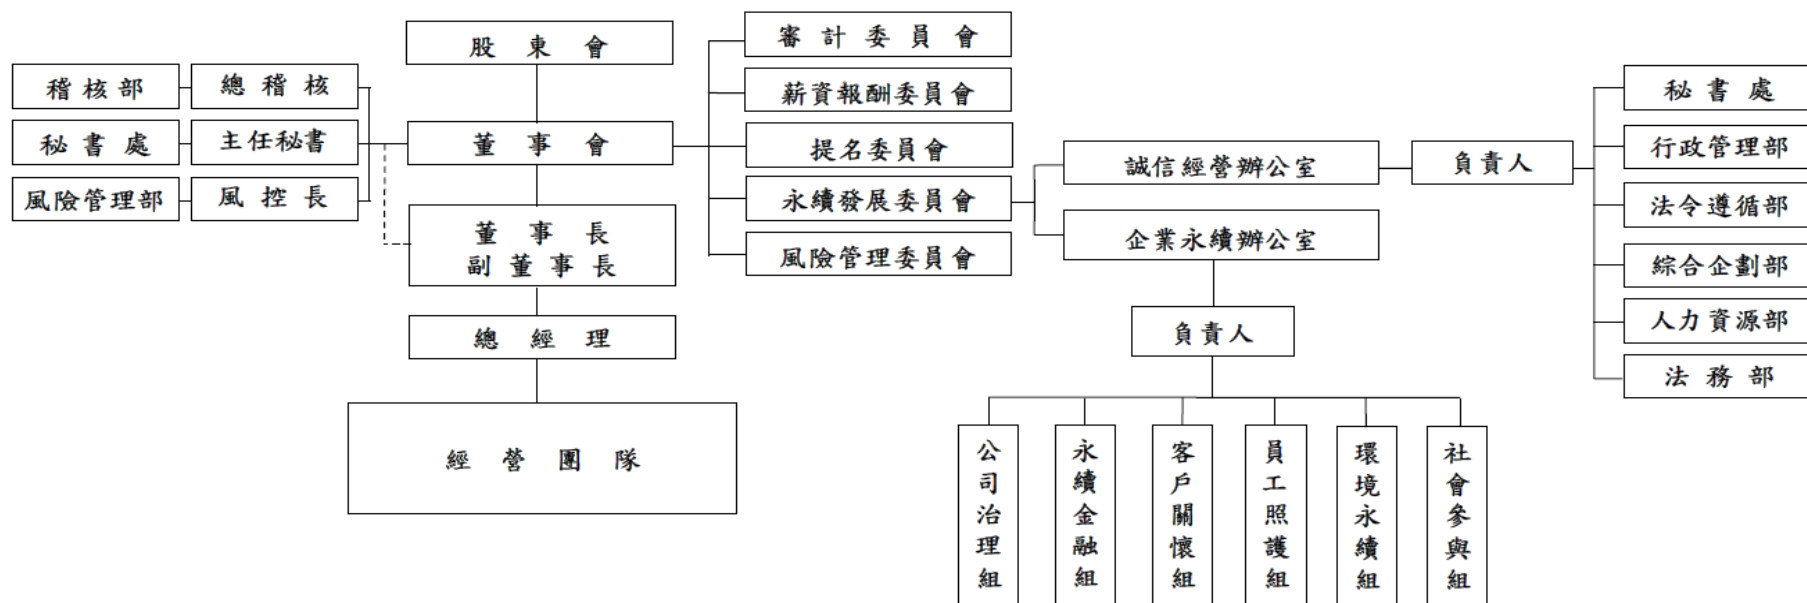 股東會
稽核部
總稽核
秘書處
主任秘書
董事會
風險管理部
風控長
董事長
副董事長
總經理
經營團隊
審計委員會
薪資報酬委員會
提名委員會
永續發展委員會
風險管理委員會
誠信經營辦公室
企業永續辦公室
負責人
秘書處
行政管理部
法令遵循部
綜合企劃部
人力資源部
法務部
負責人
公司治理組
永續金融組
客戶關懷組
員工照護組
環境永續組
社會參與組